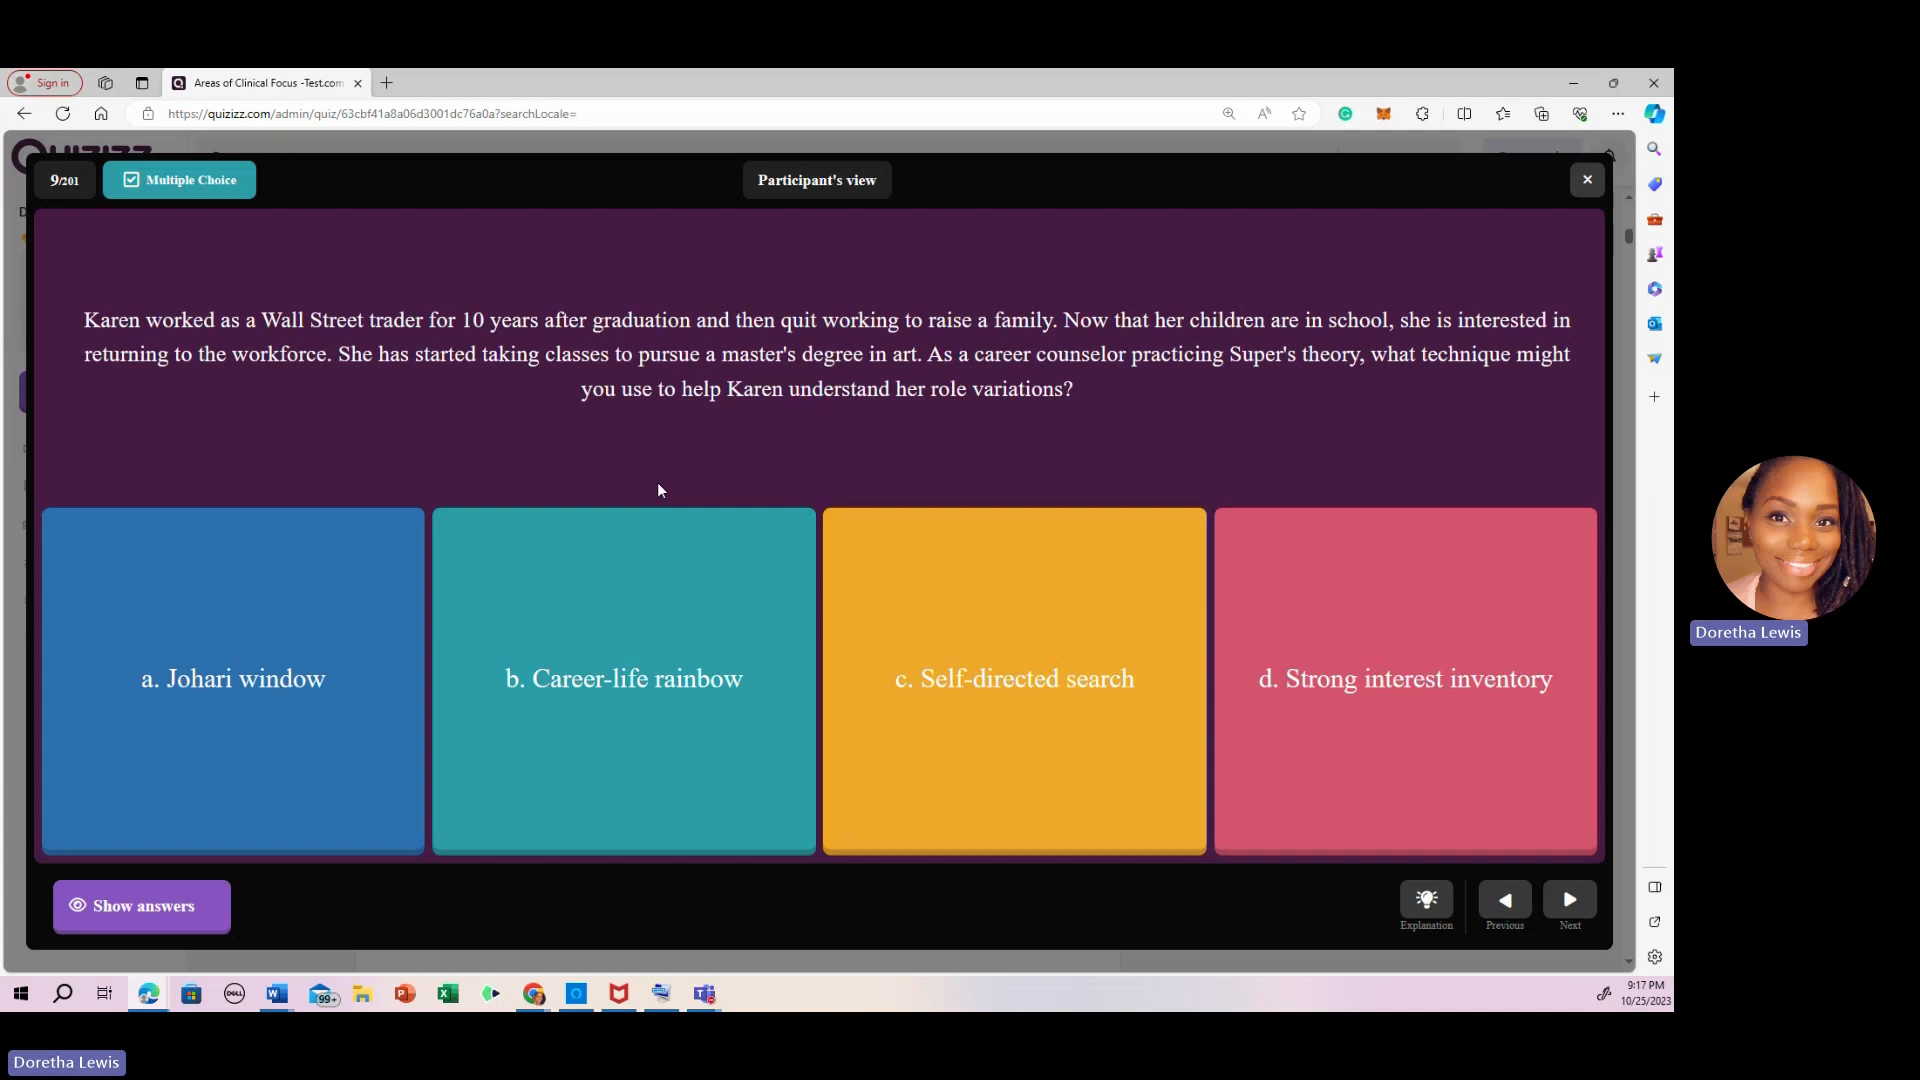 Sign in
Areas of Clinical Focus -Test.com
https://quizizz.com/admin/quiz/63cbf41a8a06d3001dc76a0a?searchLocale=
9/201
Multiple Choice
Participant's view
Karen worked as a Wall Street trader for 10 years after graduation and then quit working to raise a family. Now that her children are in school, she is interested in
returning to the workforce. She has started taking classes to pursue a master's degree in art. As a career counselor practicing Super's theory, what technique might
you use to help Karen understand her role variations?
a. Johari window
b. Career-life rainbow
c. Self-directed search
d. Strong interest inventory
Doretha Lewis
Show answers
Explanation
Previous
Next
DELL
99+
9:17 PM
10/25/2023
Doretha Lewis